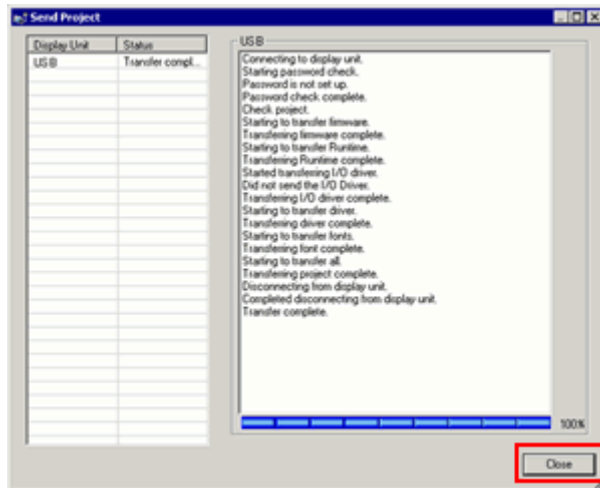 Send Project
Display Unit Status
USB Transfer compl...
USB
Connecting to display unit.
Starting password check.
Password is not set up.
Password check complete.
Check project.
Starting to transfer firmware.
Transferring firmware complete.
Starting to transfer Runtime.
Transferring Runtime complete.
Started transferring I/O driver.
Did not send the I/O Driver.
Transferring I/O driver complete.
Starting to transfer driver.
Transferring driver complete.
Starting to transfer fonts.
Transferring font complete.
Starting to transfer all.
Transferring project complete.
Disconnecting from display unit.
Completed disconnecting from display unit.
Transfer complete.
100%
Close